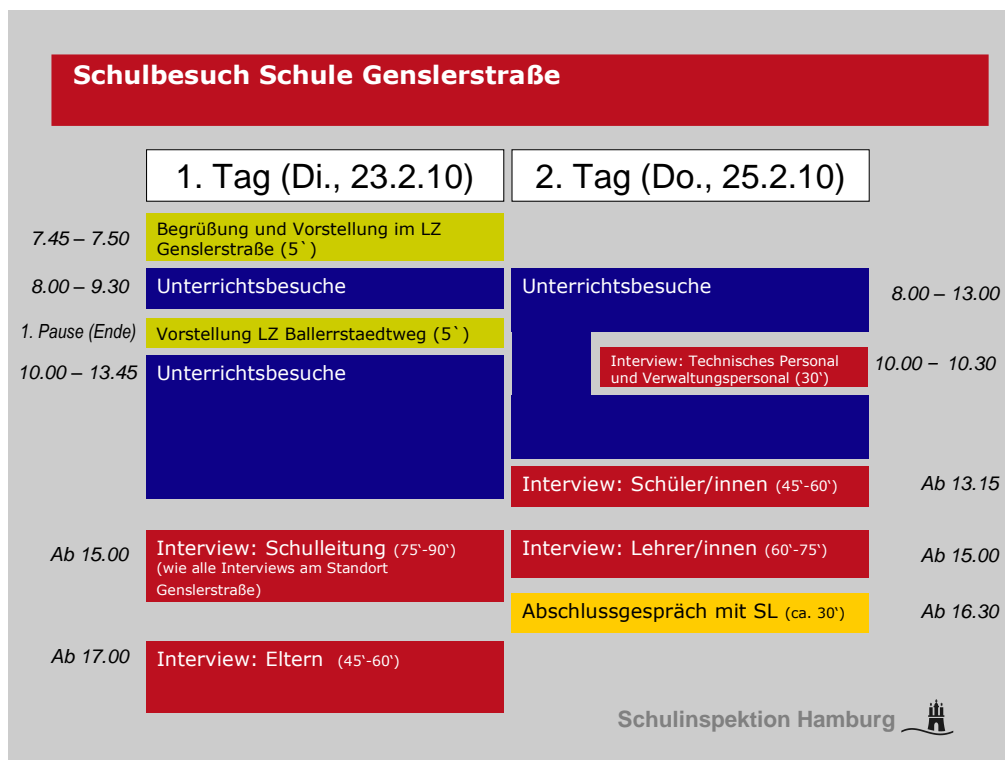 Schulbesuch Schule Genslerstraße
1. Tag (Di., 23.2.10)
2. Tag (Do., 25.2.10)
7.45 – 7.50
Begrüßung und Vorstellung im LZ
Genslerstraße (5`)
8.00 – 9.30
Unterrichtsbesuche
Unterrichtsbesuche
8.00 – 13.00
1. Pause (Ende)
Vorstellung LZ Ballerrstaedtweg (5`)
10.00 – 13.45
Unterrichtsbesuche
Interview: Technisches Personal
und Verwaltungspersonal (30‘)
10.00 – 10.30
Interview: Schüler/innen (45‘-60‘)
Ab 13.15
Ab 15.00
Interview: Schulleitung (75‘-90‘)
(wie alle Interviews am Standort
Genslerstraße)
Interview: Lehrer/innen (60‘-75‘)
Ab 15.00
Abschlussgespräch mit SL (ca. 30‘)
Ab 16.30
Ab 17.00
Interview: Eltern (45‘-60‘)
Schulinspektion Hamburg